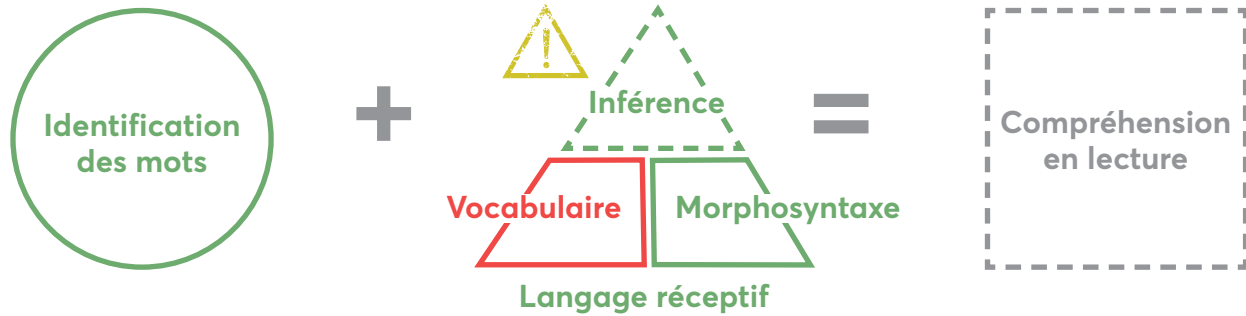 Identification
des mots
+
!
Inférence
Vocabulaire
Morphosyntaxe
Langage réceptif
=
Compréhension
en lecture